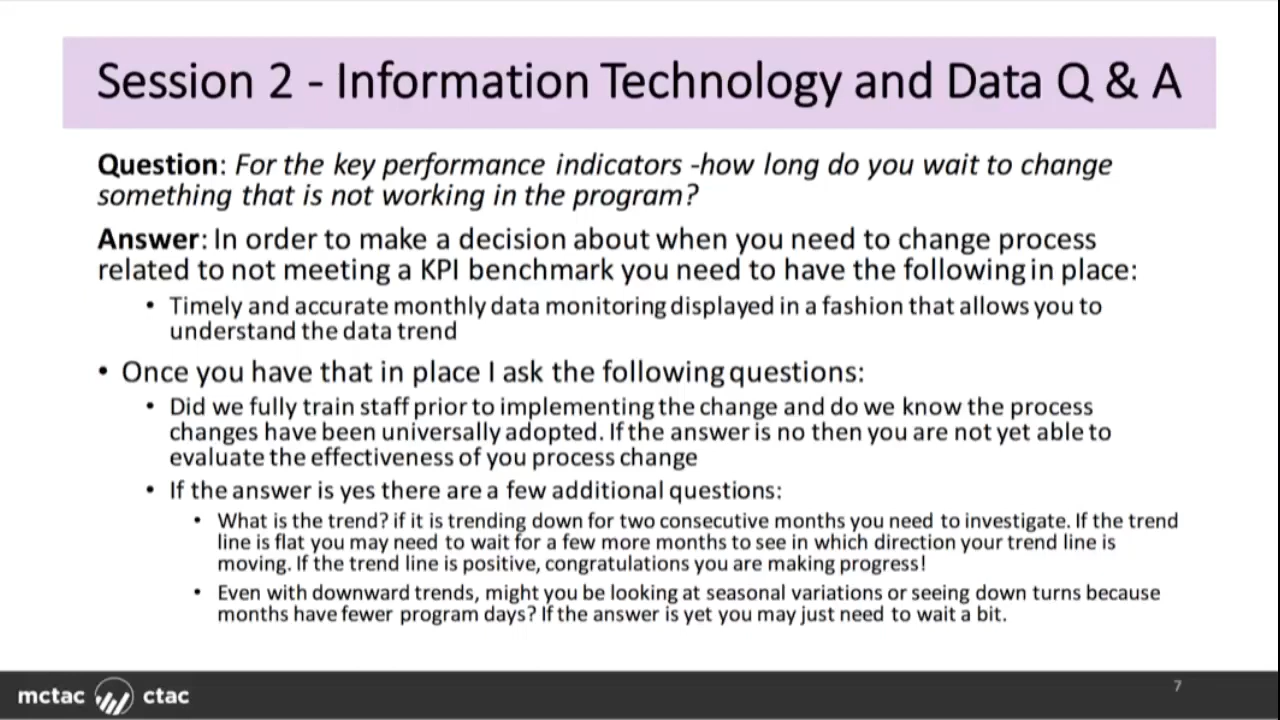 Session 2 - Information Technology and Data Q & A
Question: For the key performance indicators -how long do you wait to change
something that is not working in the program?
Answer: In order to make a decision about when you need to change process
related to not meeting a KPI benchmark you need to have the following in place:
• Timely and accurate monthly data monitoring displayed in a fashion that allows you to
understand the data trend
• Once you have that in place I ask the following questions:
• Did we fully train staff prior to implementing the change and do we know the process
changes have been universally adopted. If the answer is no then you are not yet able to
evaluate the effectiveness of you process change
• If the answer is yes there are a few additional questions:
• What is the trend? if it is trending down for two consecutive months you need to investigate. If the trend
line is flat you may need to wait for a few more months to see in which direction your trend line is
moving. If the trend line is positive, congratulations you are making progress!
• Even with downward trends, might you be looking at seasonal variations or seeing down turns because
months have fewer program days? If the answer is yet you may just need to wait a bit.
mctac ctac
7